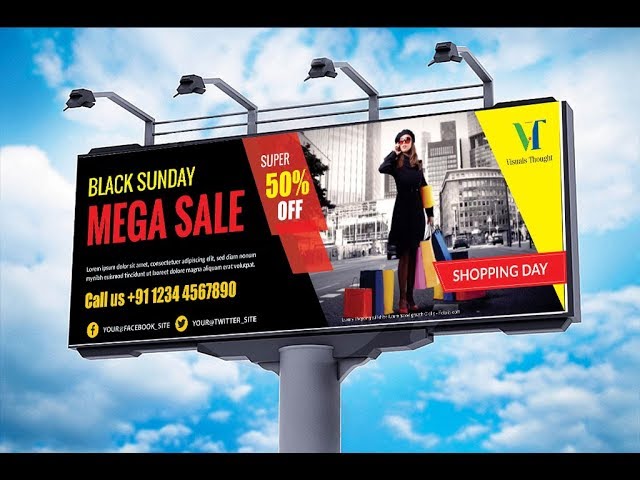 BLACK SUNDAY
MEGA SALE
Lorem ipsum dolor sit amet, consectetuer adipiscing elit, sed diam nonummy
nibh euismod tincidunt ut laoreet dolore magna aliquam erat volutpat.
Call us +91 1234 4567890
YOUR@FACEBOOK_SITE
YOUR@TWITTER_SITE
SUPER
50%
OFF
VT
Visuals Thought
SHOPPING DAY